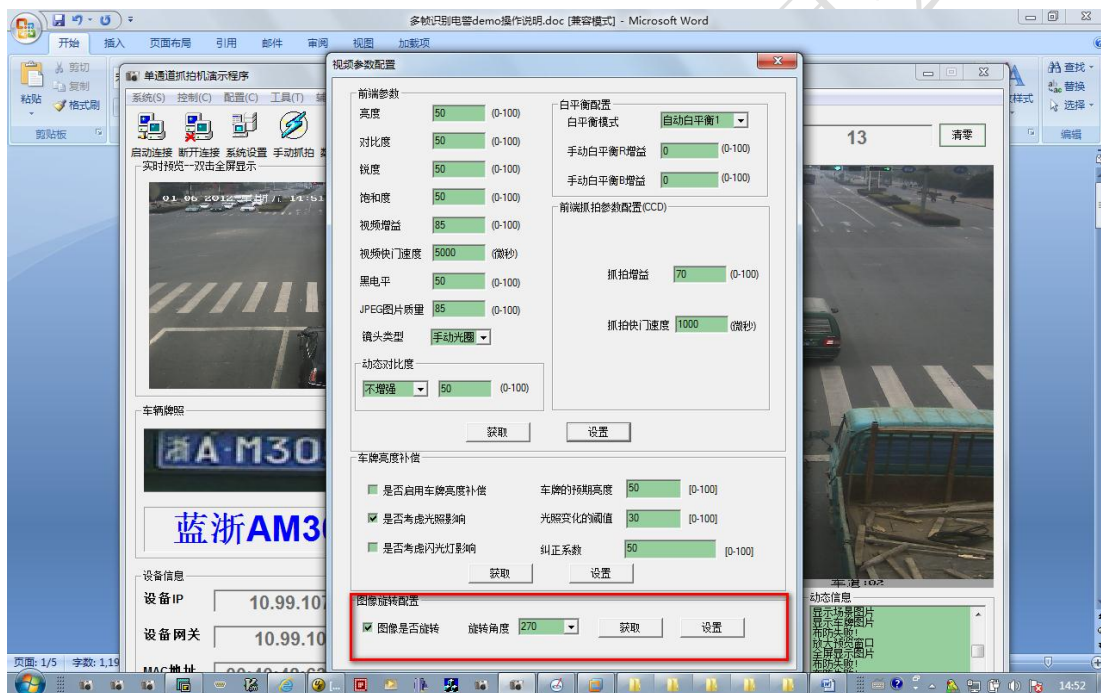 多帧识别电警demo操作说明.doc [兼容模式] - Microsoft Word
开始 插入 页面布局 引用 邮件 审阅 视图 加载项
剪切
复制
粘贴
格式刷
剪贴板
查找
替换
选择
编辑
单通道抓拍机演示程序
系统(S) 控制(C) 配置(C) 工具(T)
启动连接 断开连接 系统设置 手动抓拍
实时预览--双击全屏显示
13
清零
车辆牌照
浙A·M30
蓝浙AM30
设备信息
设备IP 10.99.107
设备网关 10.99.10
MAC地址
视频参数配置
前端参数
亮度 50 (0-100)
对比度 50 (0-100)
锐度 50 (0-100)
饱和度 50 (0-100)
视频增益 85 (0-100)
视频快门速度 5000 (微秒)
黑电平 50 (0-100)
JPEG图片质量 85 (0-100)
镜头类型 手动光圈
动态对比度
不增强 50 (0-100)
白平衡配置
白平衡模式 自动白平衡1
手动白平衡R增益 0 (0-100)
手动白平衡B增益 0 (0-100)
前端抓拍参数配置(CCD)
抓拍增益 70 (0-100)
抓拍快门速度 1000 (微秒)
获取 设置
车牌亮度补偿
是否启用车牌亮度补偿 车牌的预期亮度 50 [0-100]
是否考虑光照影响 光照变化的阈值 30 [0-100]
是否考虑闪光灯影响 纠正系数 50 [0-100]
获取 设置
图像旋转配置
图像是否旋转 旋转角度 270 获取 设置
车道:02
动态信息
显示场景图片
显示车牌图片
布防失败!
放大预览窗口
全屏显示图片
布防失败!
页面: 1/5 字数: 1,19
14:52